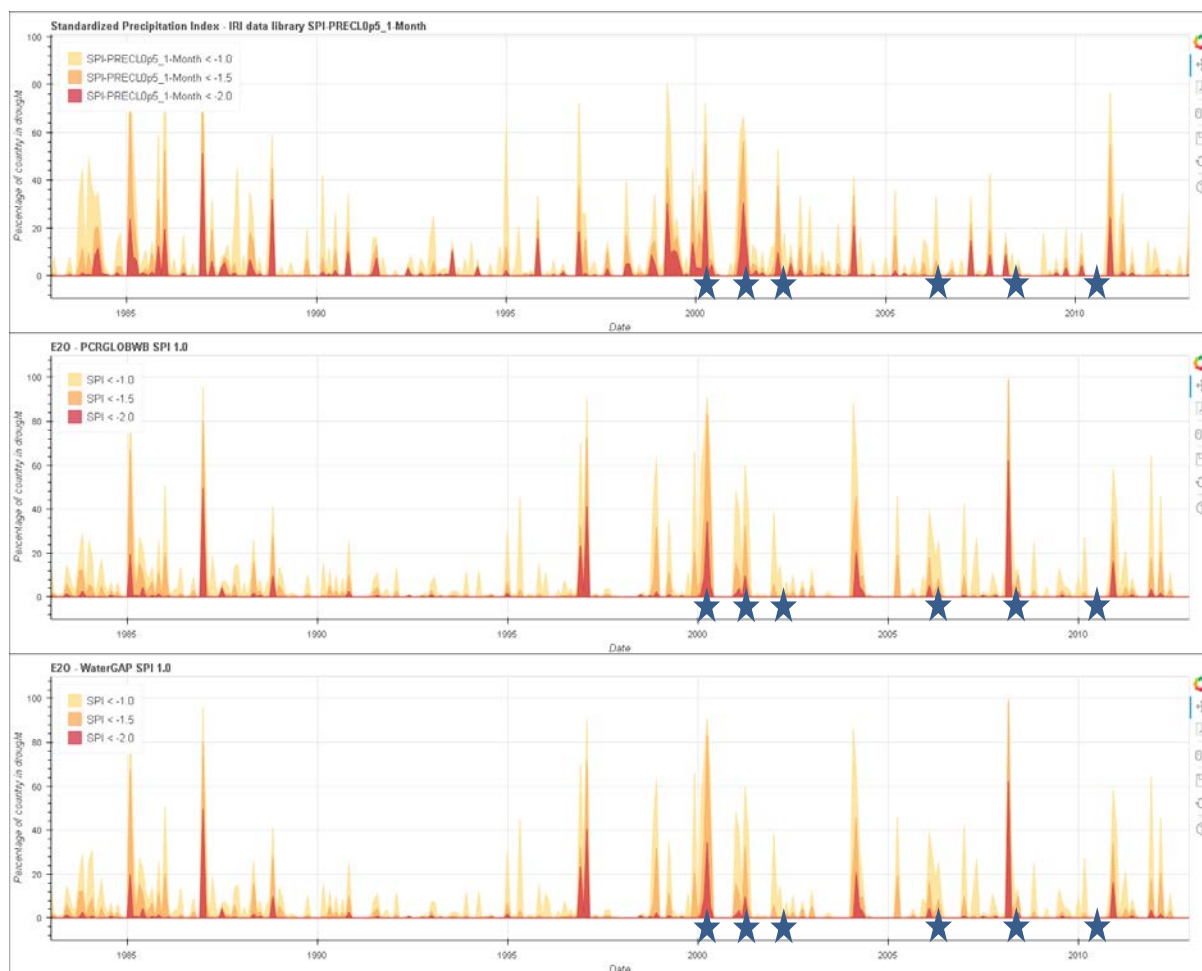 Standardized Precipitation Index - IRI data library SPI-PRECL0p5_1-Month
100
80
60
40
20
0
Percentage of country in drought
SPI-PRECL0p5_1-Month < -1.0
SPI-PRECL0p5_1-Month < -1.5
SPI-PRECL0p5_1-Month < -2.0
1985 1990 1995 2000 2005 2010
Date
E2O - PCRGLOBWB SPI 1.0
100
80
60
40
20
0
Percentage of country in drought
SPI < -1.0
SPI < -1.5
SPI < -2.0
1985 1990 1995 2000 2005 2010
Date
E2O - WaterGAP SPI 1.0
100
80
60
40
20
0
Percentage of country in drought
SPI < -1.0
SPI < -1.5
SPI < -2.0
1985 1990 1995 2000 2005 2010
Date